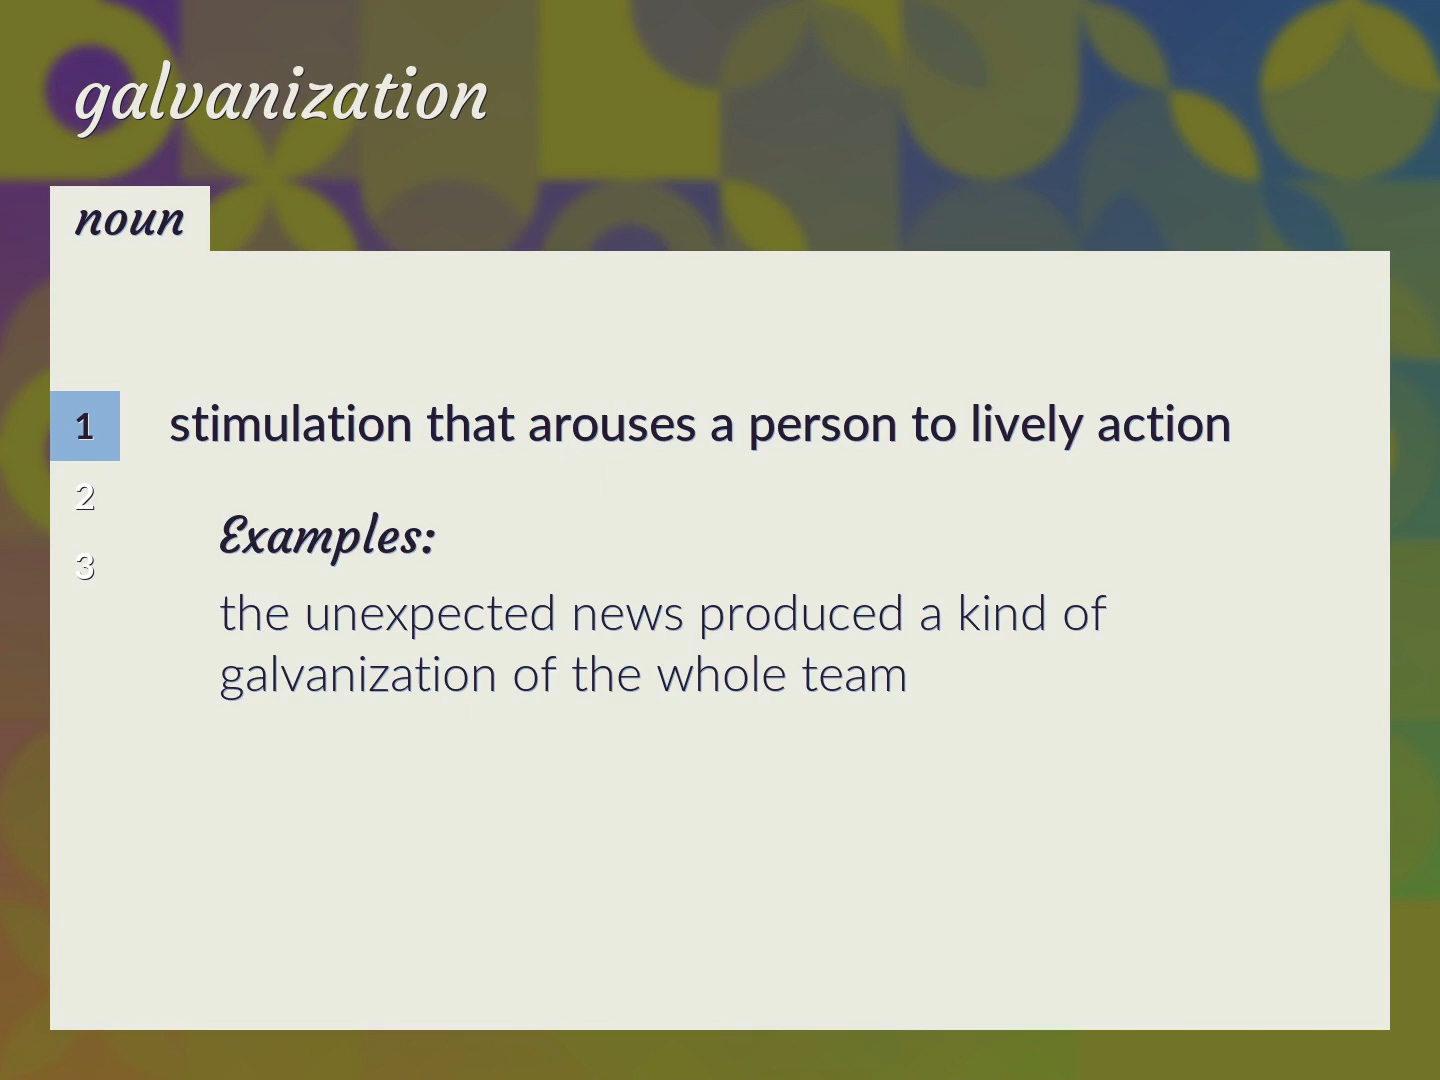 galvanization
noun
1
stimulation that arouses a person to lively action
2
3
Examples:
the unexpected news produced a kind of
galvanization of the whole team